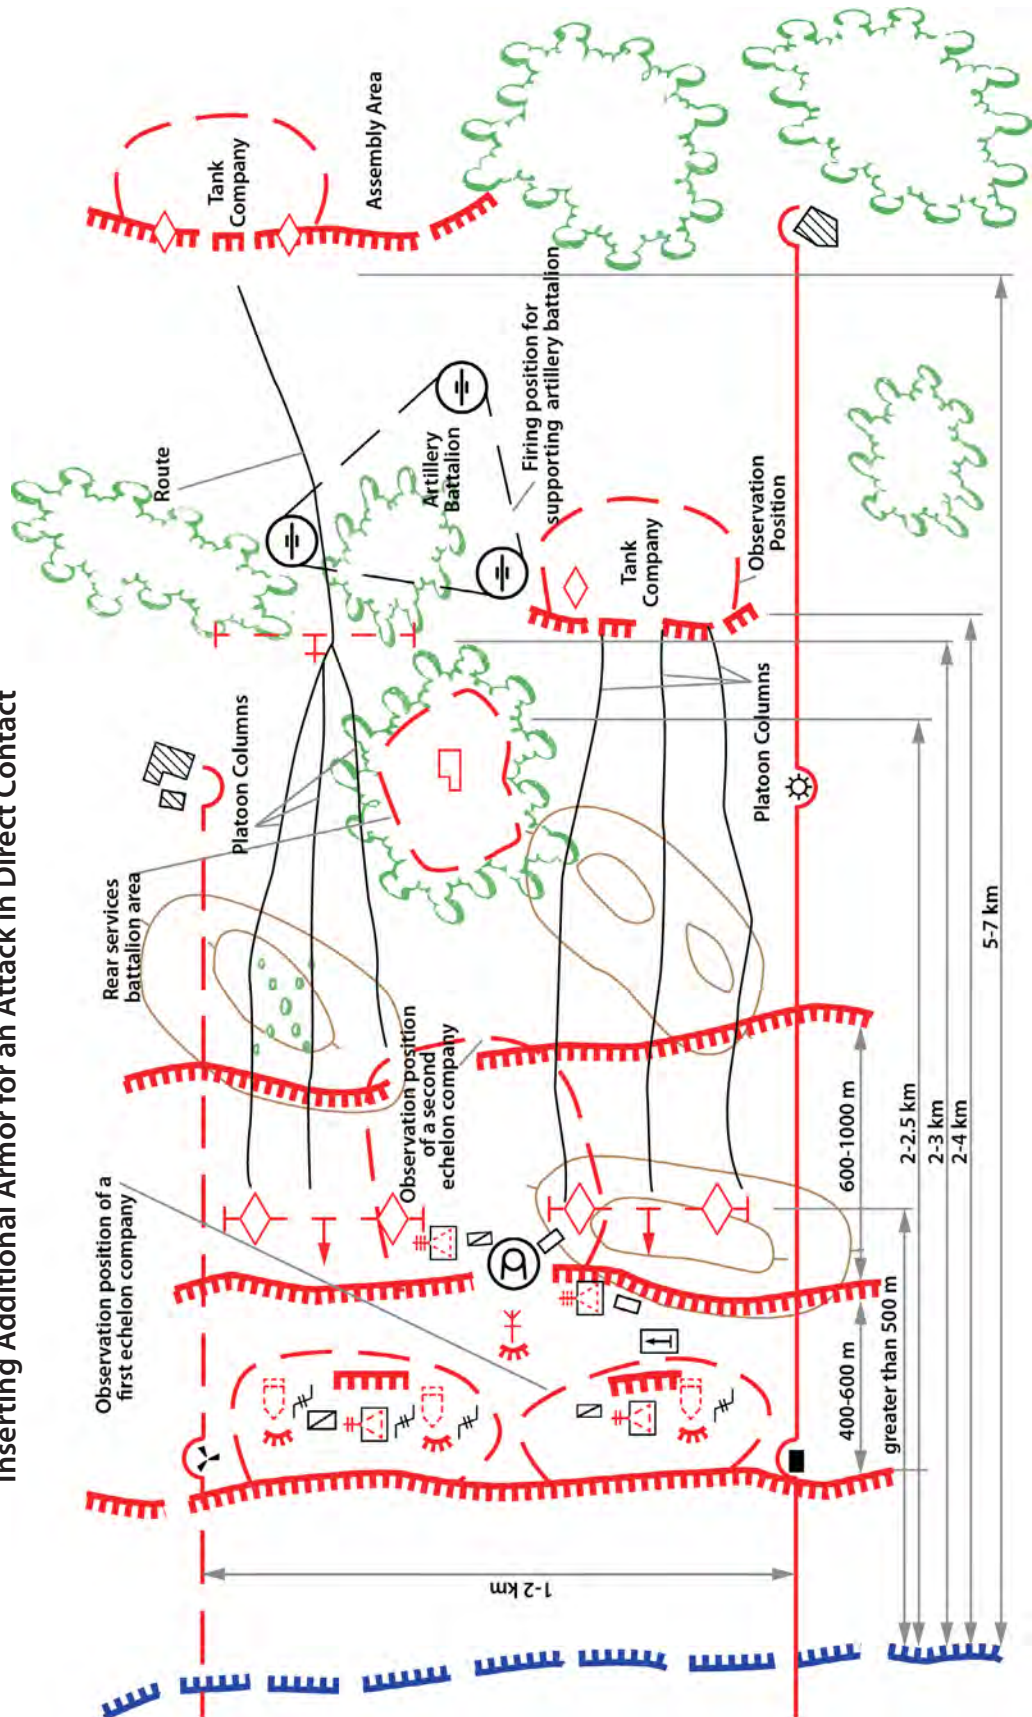 Inserting Additional Armor for an Attack in Direct Contact
Observation position of a
first echelon company
Rear services
battalion area
Platoon Columns
Route
Tank
Company
Assembly Area
Observation position
of a second
echelon company
Artillery
Battalion
Firing position for
supporting artillery battalion
Tank
Company
Observation
Position
Platoon Columns
1-2 km
400-600 m
600-1000 m
greater than 500 m
2-2.5 km
2-3 km
2-4 km
5-7 km